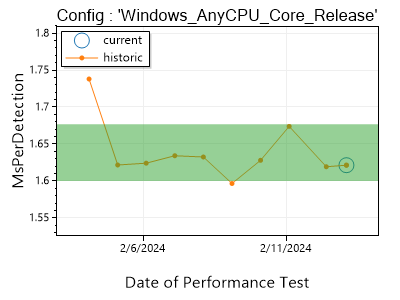 Config : 'Windows_AnyCPU_Core_Release'
current
historic
1.8
1.75
1.7
1.65
1.6
1.55
MsPerDetection
2/6/2024
2/11/2024
Date of Performance Test